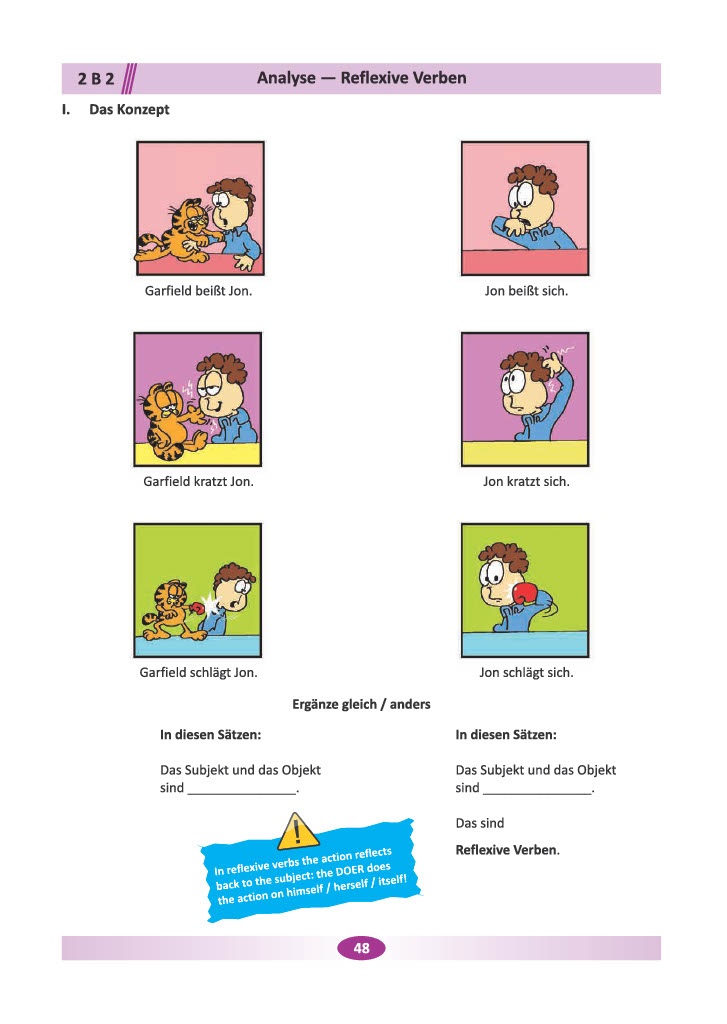 2 B 2
Analyse — Reflexive Verben
I. Das Konzept
Garfield beißt Jon.
Jon beißt sich.
Garfield kratzt Jon.
Jon kratzt sich.
Garfield schlägt Jon.
Jon schlägt sich.
Ergänze gleich / anders
In diesen Sätzen:
Das Subjekt und das Objekt
sind _______________.
In diesen Sätzen:
Das Subjekt und das Objekt
sind _______________.
Das sind
Reflexive Verben.
!
In reflexive verbs the action reflects
back to the subject: the DOER does
the action on himself / herself / itself!
48